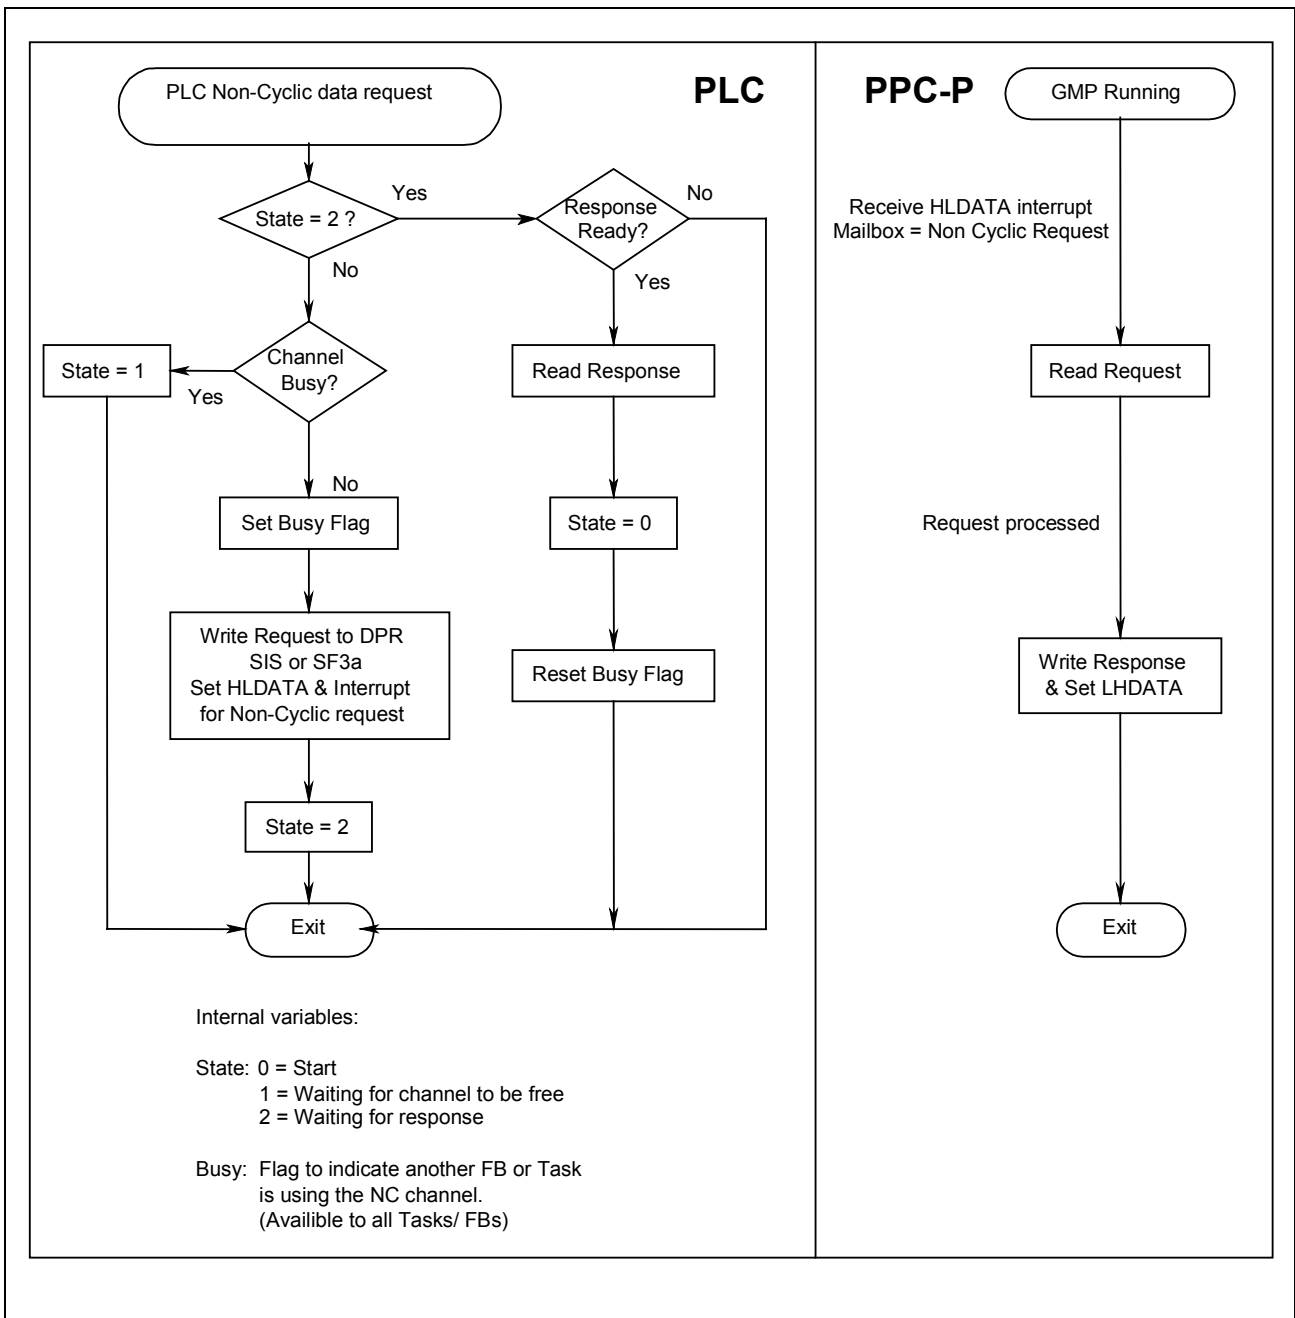 PLC
PPC-P
PLC Non-Cyclic data request
State = 2 ?
Yes
No
Response
Ready?
No
Yes
Channel
Busy?
Yes
No
State = 1
Read Response
Set Busy Flag
State = 0
Write Request to DPR
SIS or SF3a
Set HLDATA & Interrupt
for Non-Cyclic request
Reset Busy Flag
State = 2
Exit
GMP Running
Receive HLDATA interrupt
Mailbox = Non Cyclic Request
Read Request
Request processed
Write Response
& Set LHDATA
Exit
Internal variables:
State: 0 = Start
1 = Waiting for channel to be free
2 = Waiting for response
Busy: Flag to indicate another FB or Task
is using the NC channel.
(Availible to all Tasks/ FBs)